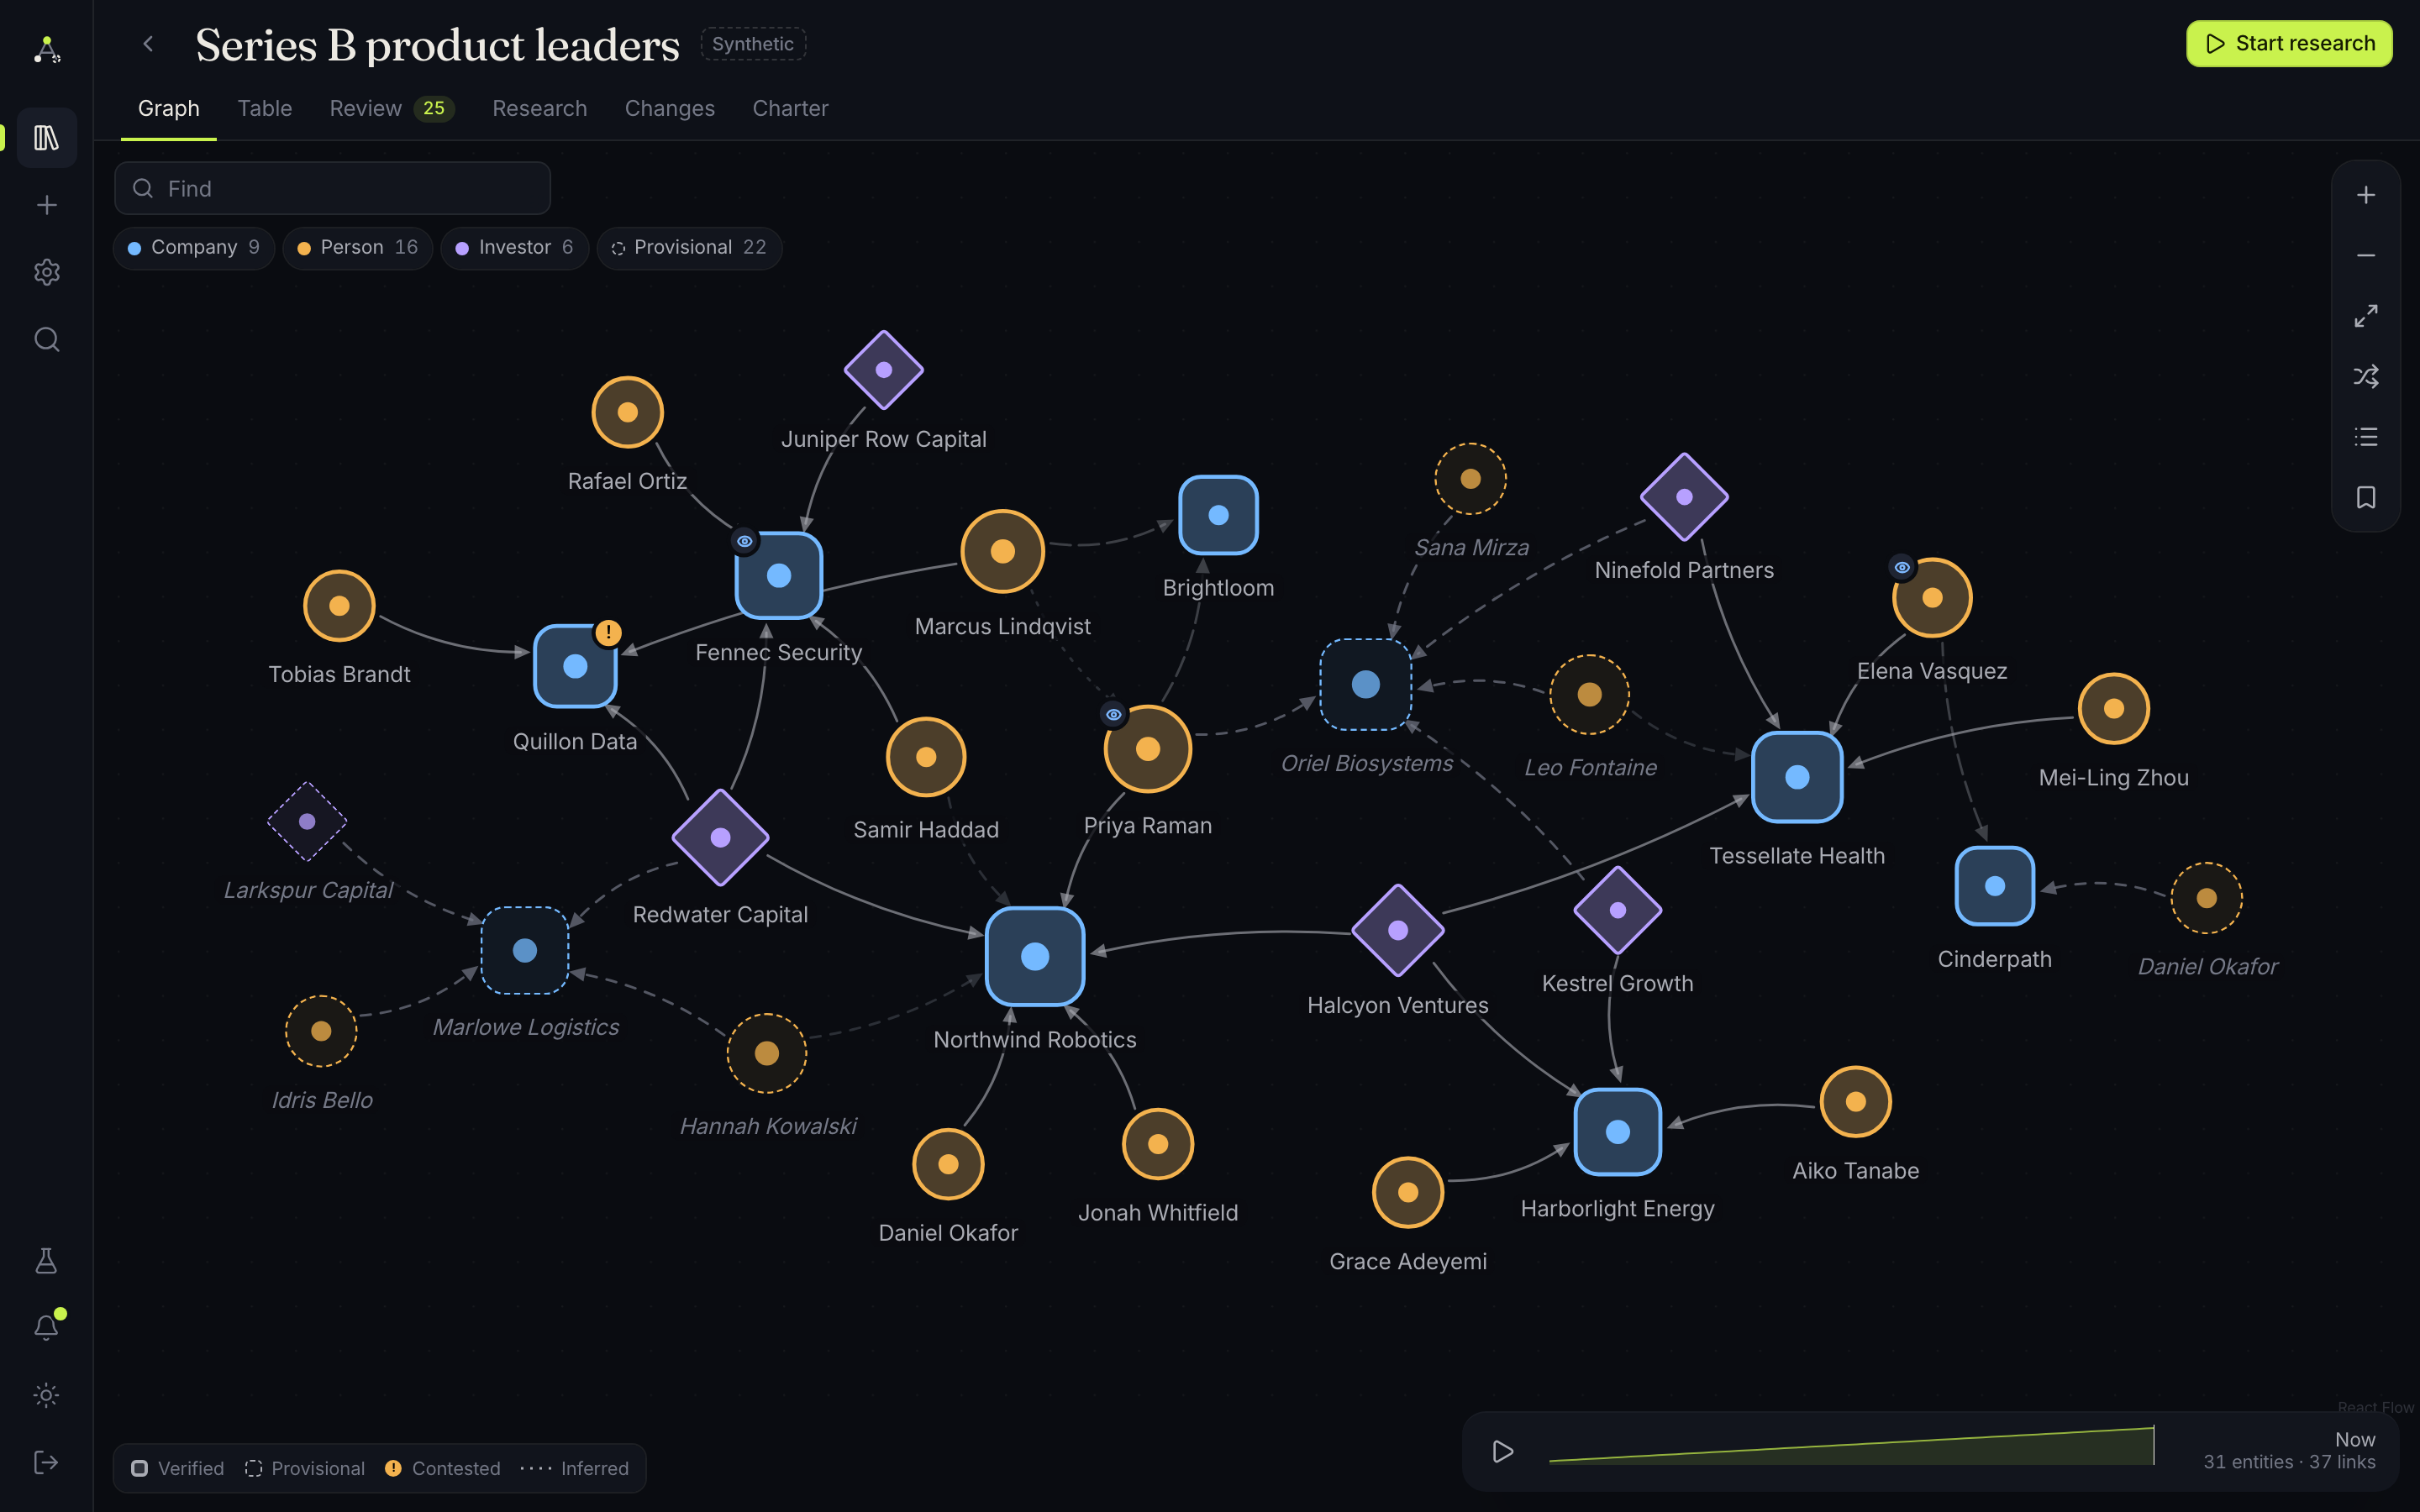 Series B product leaders
Synthetic
Start research
Graph
Table
Review 25
Research
Changes
Charter
Find
Company 9
Person 16
Investor 6
Provisional 22
Juniper Row Capital
Rafael Ortiz
Sana Mirza
Ninefold Partners
Brightloom
Marcus Lindqvist
Fennec Security
Tobias Brandt
!
Elena Vasquez
Quillon Data
Oriel Biosystems
Leo Fontaine
Mei-Ling Zhou
Samir Haddad
Priya Raman
Tessellate Health
Larkspur Capital
Redwater Capital
Cinderpath
Daniel Okafor
Kestrel Growth
Halcyon Ventures
Marlowe Logistics
Northwind Robotics
Idris Bello
Hannah Kowalski
Aiko Tanabe
Jonah Whitfield
Harborlight Energy
Daniel Okafor
Grace Adeyemi
React Flow
Verified
Provisional
! Contested
Inferred
Now
31 entities · 37 links